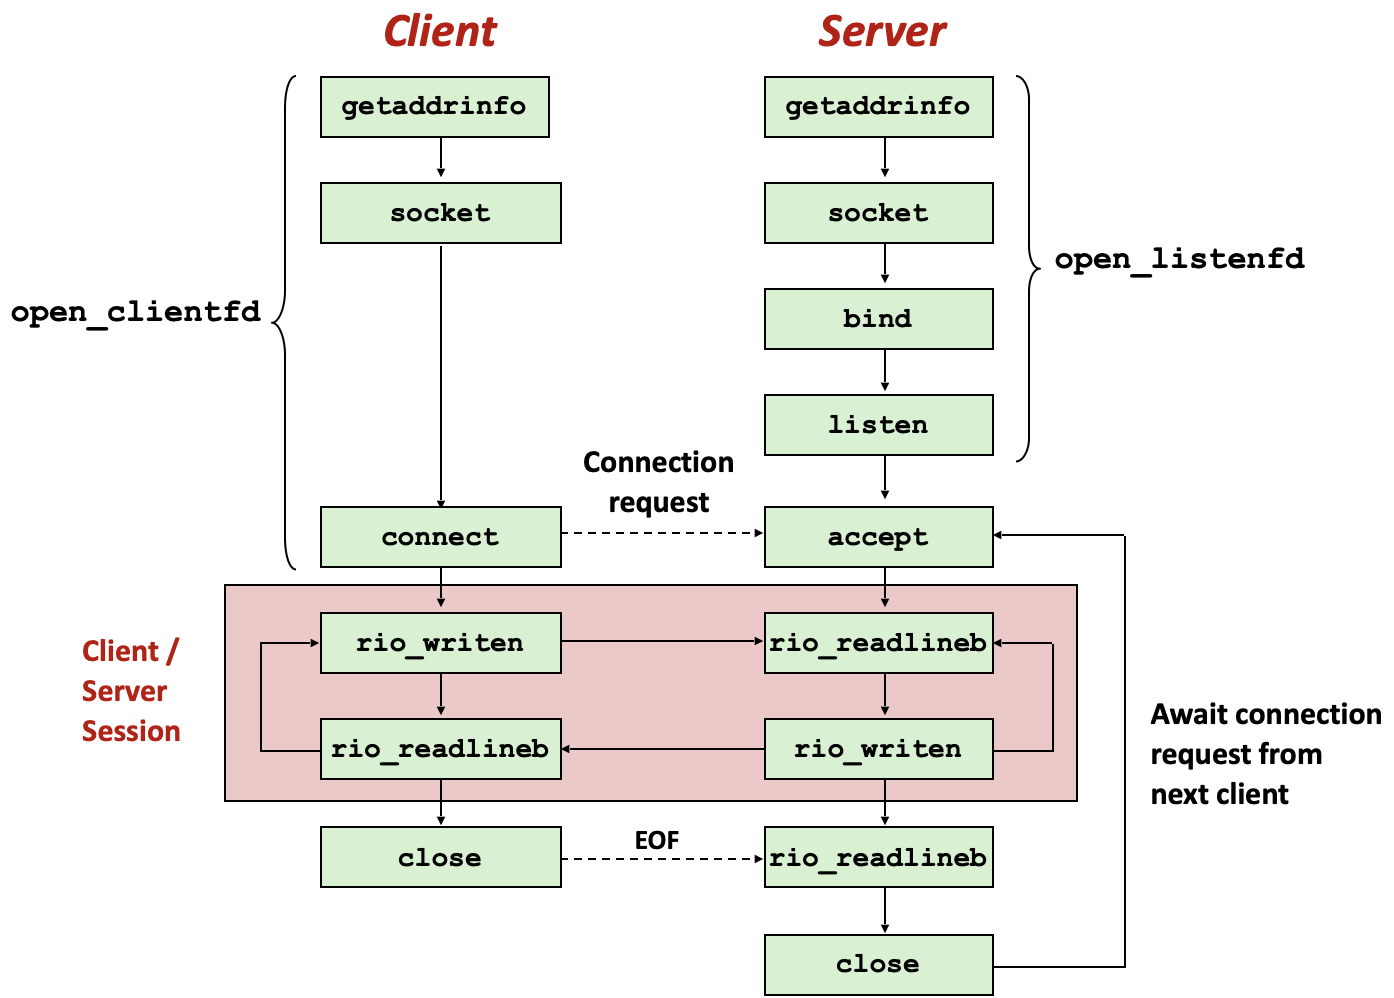 Client
Server
getaddrinfo
getaddrinfo
socket
socket
open_listenfd
open_clientfd
bind
listen
Connection
request
connect
accept
Client /
Server
Session
rio_writen
rio_readlineb
rio_readlineb
rio_writen
Await connection
request from
next client
close
EOF
rio_readlineb
close